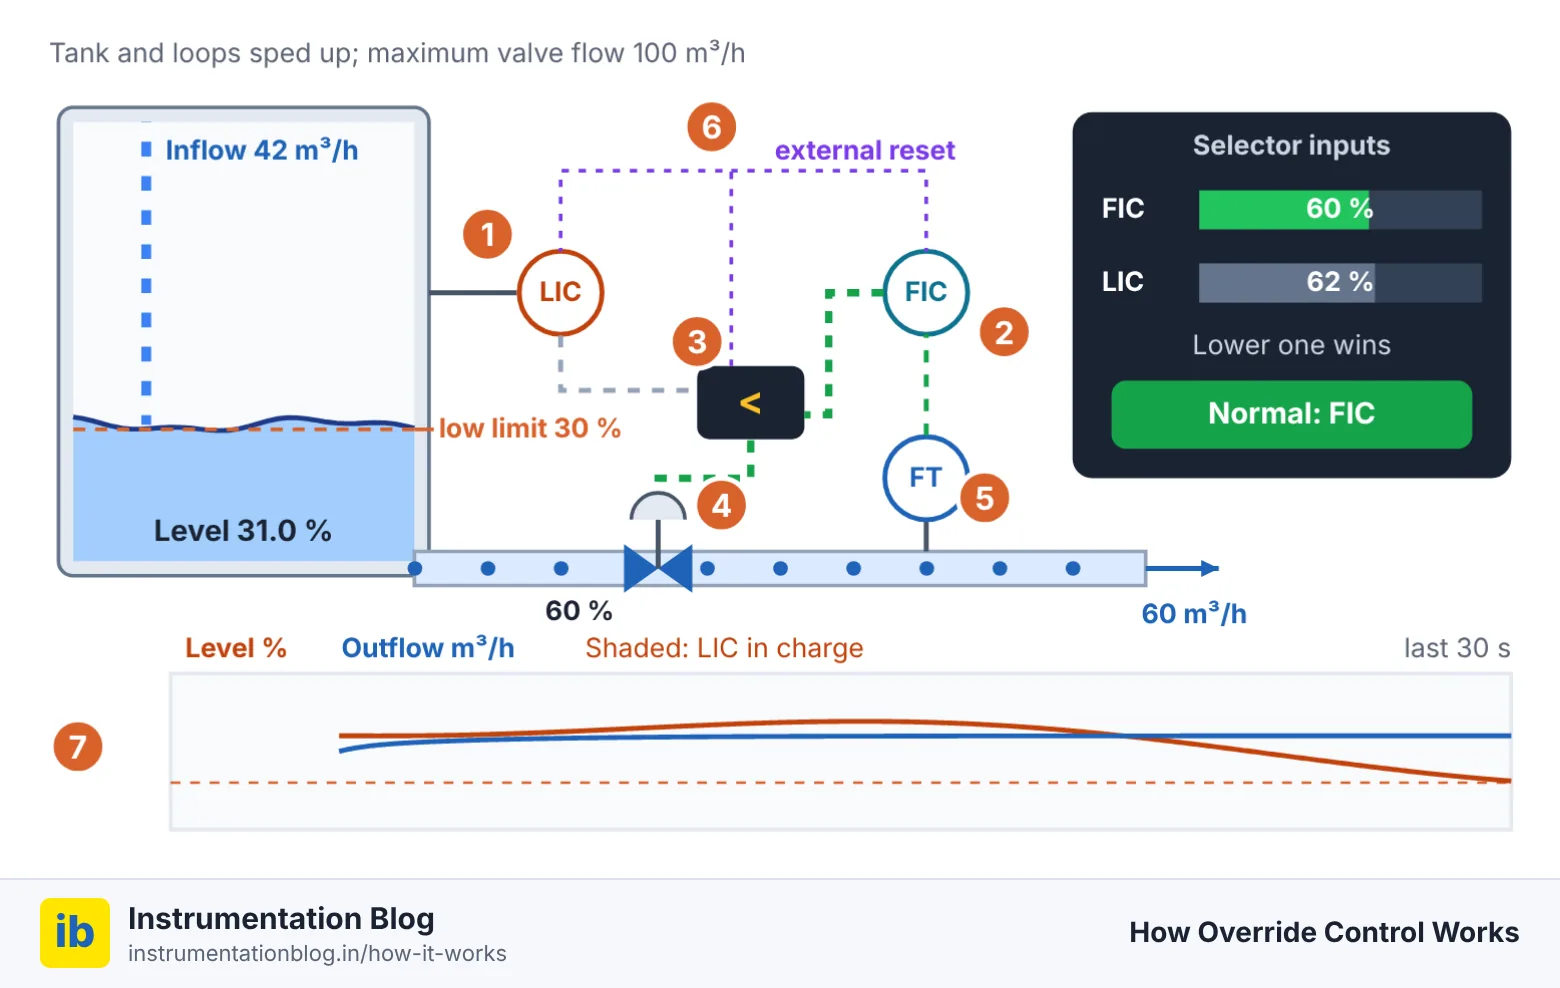 Tank and loops sped up; maximum valve flow 100 m³/h
Inflow 42 m³/h
6
external reset
1
LIC
FIC
2
3
<
low limit 30 %
Level 31.0 %
4
FT
5
60 %
60 m³/h
Selector inputs
FIC
60 %
LIC
62 %
Lower one wins
Normal: FIC
Level %
Outflow m³/h
Shaded: LIC in charge
last 30 s
7
ib
Instrumentation Blog
instrumentationblog.in/how-it-works
How Override Control Works